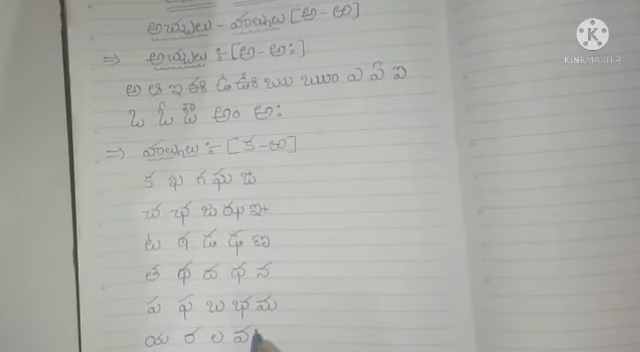 అచ్చులు - హల్లులు [అ - ఱ]
⇒ అచ్చులు :- [అ - అః]
అ ఆ ఇ ఈ ఉ ఊ ఋ ౠ ఎ ఏ ఐ
ఒ ఓ ఔ అం అః
⇒ హల్లులు :- [క - ఱ]
క ఖ గ ఘ ఙ
చ ఛ జ ఝ ఞ
ట ఠ డ ఢ ణ
త థ ద ధ న
ప ఫ బ భ మ
య ర ల వ
KINEMASTER